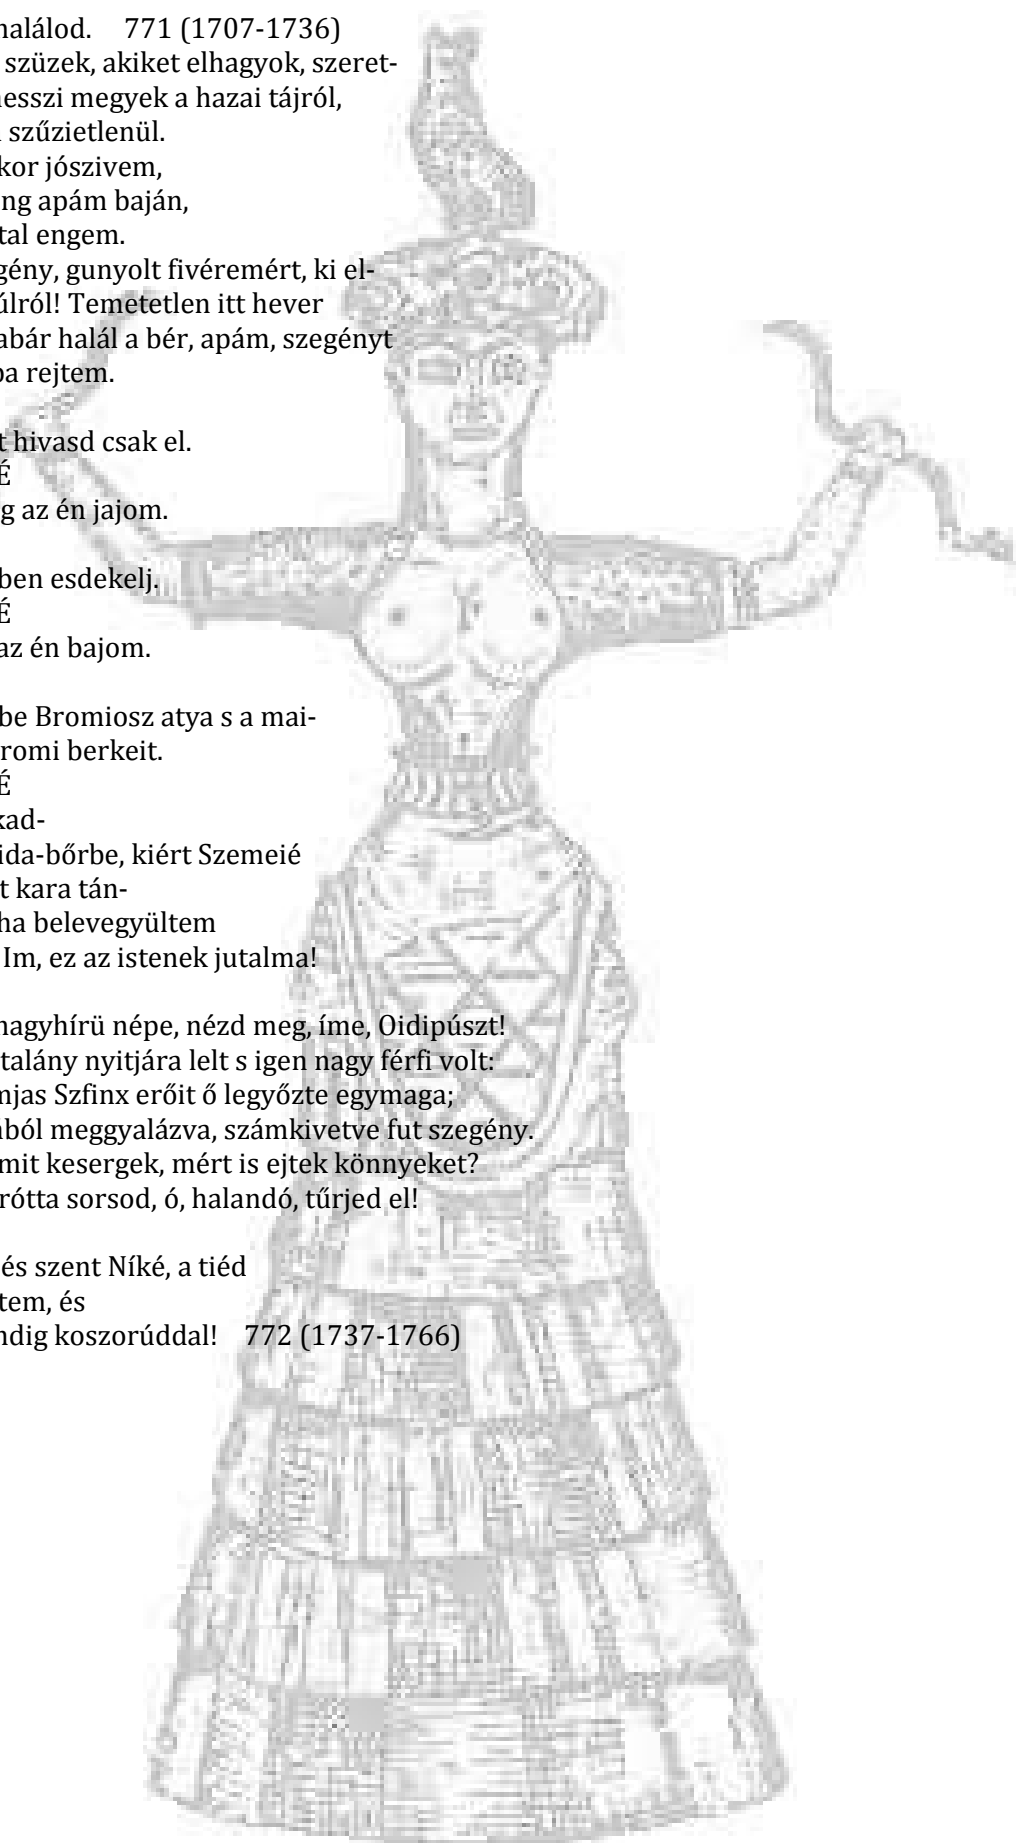 halálod. 771 (1707-1736)
szüzek, akiket elhagyok, szeret-
messzi megyek a hazai tájról,
szűzietlenül.
kor jószivem,
ng apám baján,
tal engem.
gény, gunyolt fivéremért, ki el-
úlról! Temetetlen itt hever
abár halál a bér, apám, szegényt
ba rejtem.
t hivasd csak el.
É
g az én jajom.
ben esdekelj.
É
az én bajom.
be Bromiosz atya s a mai-
romi berkeit.
É
kad-
ida-bőrbe, kiért Szemeié
t kara tán-
ha belevegyültem
Im, ez az istenek jutalma!
nagyhírü népe, nézd meg, íme, Oidipúszt!
talány nyitjára lelt s igen nagy férfi volt:
mjas Szfinx erőit ő legyőzte egymaga;
ból meggyalázva, számkivetve fut szegény.
mit kesergek, mért is ejtek könnyeket?
rótta sorsod, ó, halandó, tűrjed el!
és szent Níké, a tiéd
tem, és
ndig koszorúddal! 772 (1737-1766)